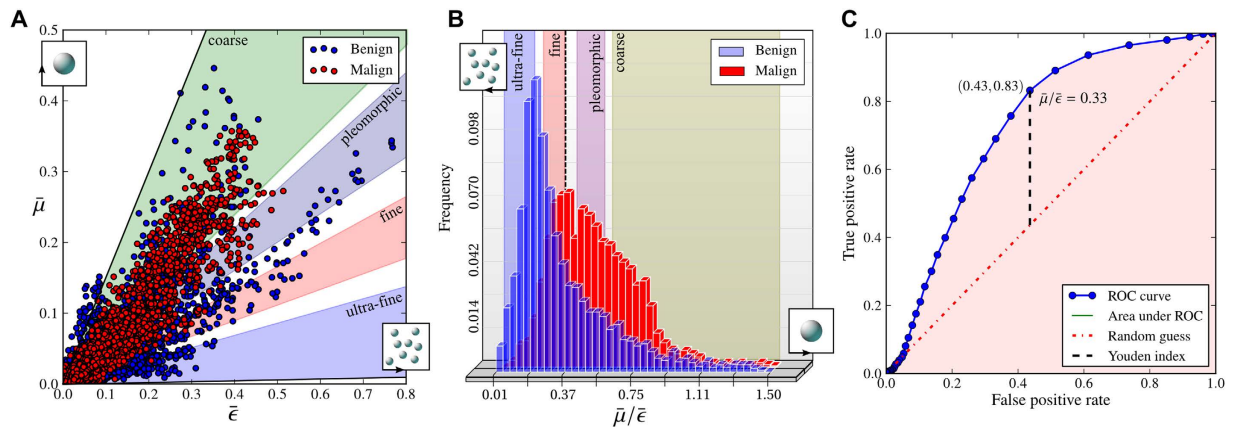 A
0.5
0.4
0.3
μ̄
0.2
0.1
0.0
0.0 0.1 0.2 0.3 0.4 0.5 0.6 0.7 0.8
ε̄
coarse
Benign
Malign
pleomorphic
fine
ultra-fine
B
Frequency
0.098
0.070
0.042
0.014
ultra-fine
fine
pleomorphic
coarse
Benign
Malign
0.01 0.37 0.75 1.11 1.50
μ̄/ε̄
C
True positive rate
1.0
0.8
0.6
0.4
0.2
0.0
(0.43,0.83)
μ̄/ε̄ = 0.33
ROC curve
Area under ROC
Random guess
Youden index
0.0 0.2 0.4 0.6 0.8 1.0
False positive rate